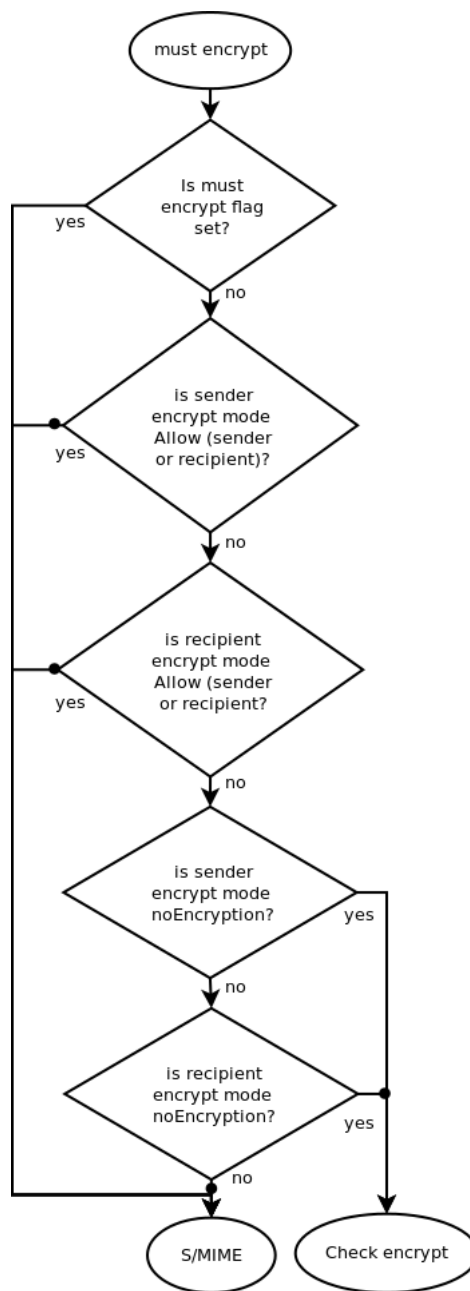 must encrypt
Is must
encrypt flag
set?
yes
no
is sender
encrypt mode
Allow (sender
or recipient)?
yes
no
is recipient
encrypt mode
Allow (sender
or recipient?
yes
no
is sender
encrypt mode
noEncryption?
yes
no
is recipient
encrypt mode
noEncryption?
yes
no
S/MIME
Check encrypt